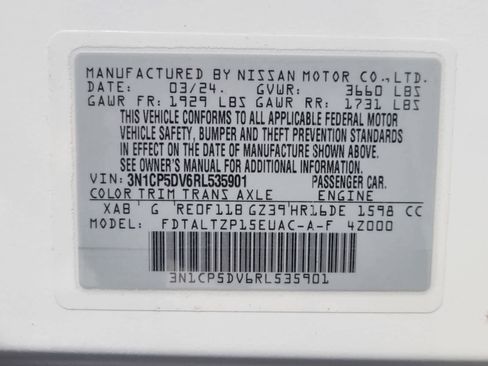 MANUFACTURED BY NISSAN MOTOR CO., LTD.
DATE: 03/24. GVWR: 3660 LBS
GAWR FR: 1929 LBS GAWR RR: 1731 LBS
THIS VEHICLE CONFORMS TO ALL APPLICABLE FEDERAL MOTOR
VEHICLE SAFETY, BUMPER AND THEFT PREVENTION STANDARDS
IN EFFECT ON THE DATE OF MANUFACTURE SHOWN ABOVE.
SEE OWNER'S MANUAL FOR ADDITIONAL INFORMATION.
VIN: 3N1CP5DV6RL535901 PASSENGER CAR.
COLOR TRIM TRANS AXLE ENGINE
XAB G RE0F11B GZ39 HR16DE 1598 CC
MODEL: FDTALTZP15EUAC-A-F 4Z000
3N1CP5DV6RL535901